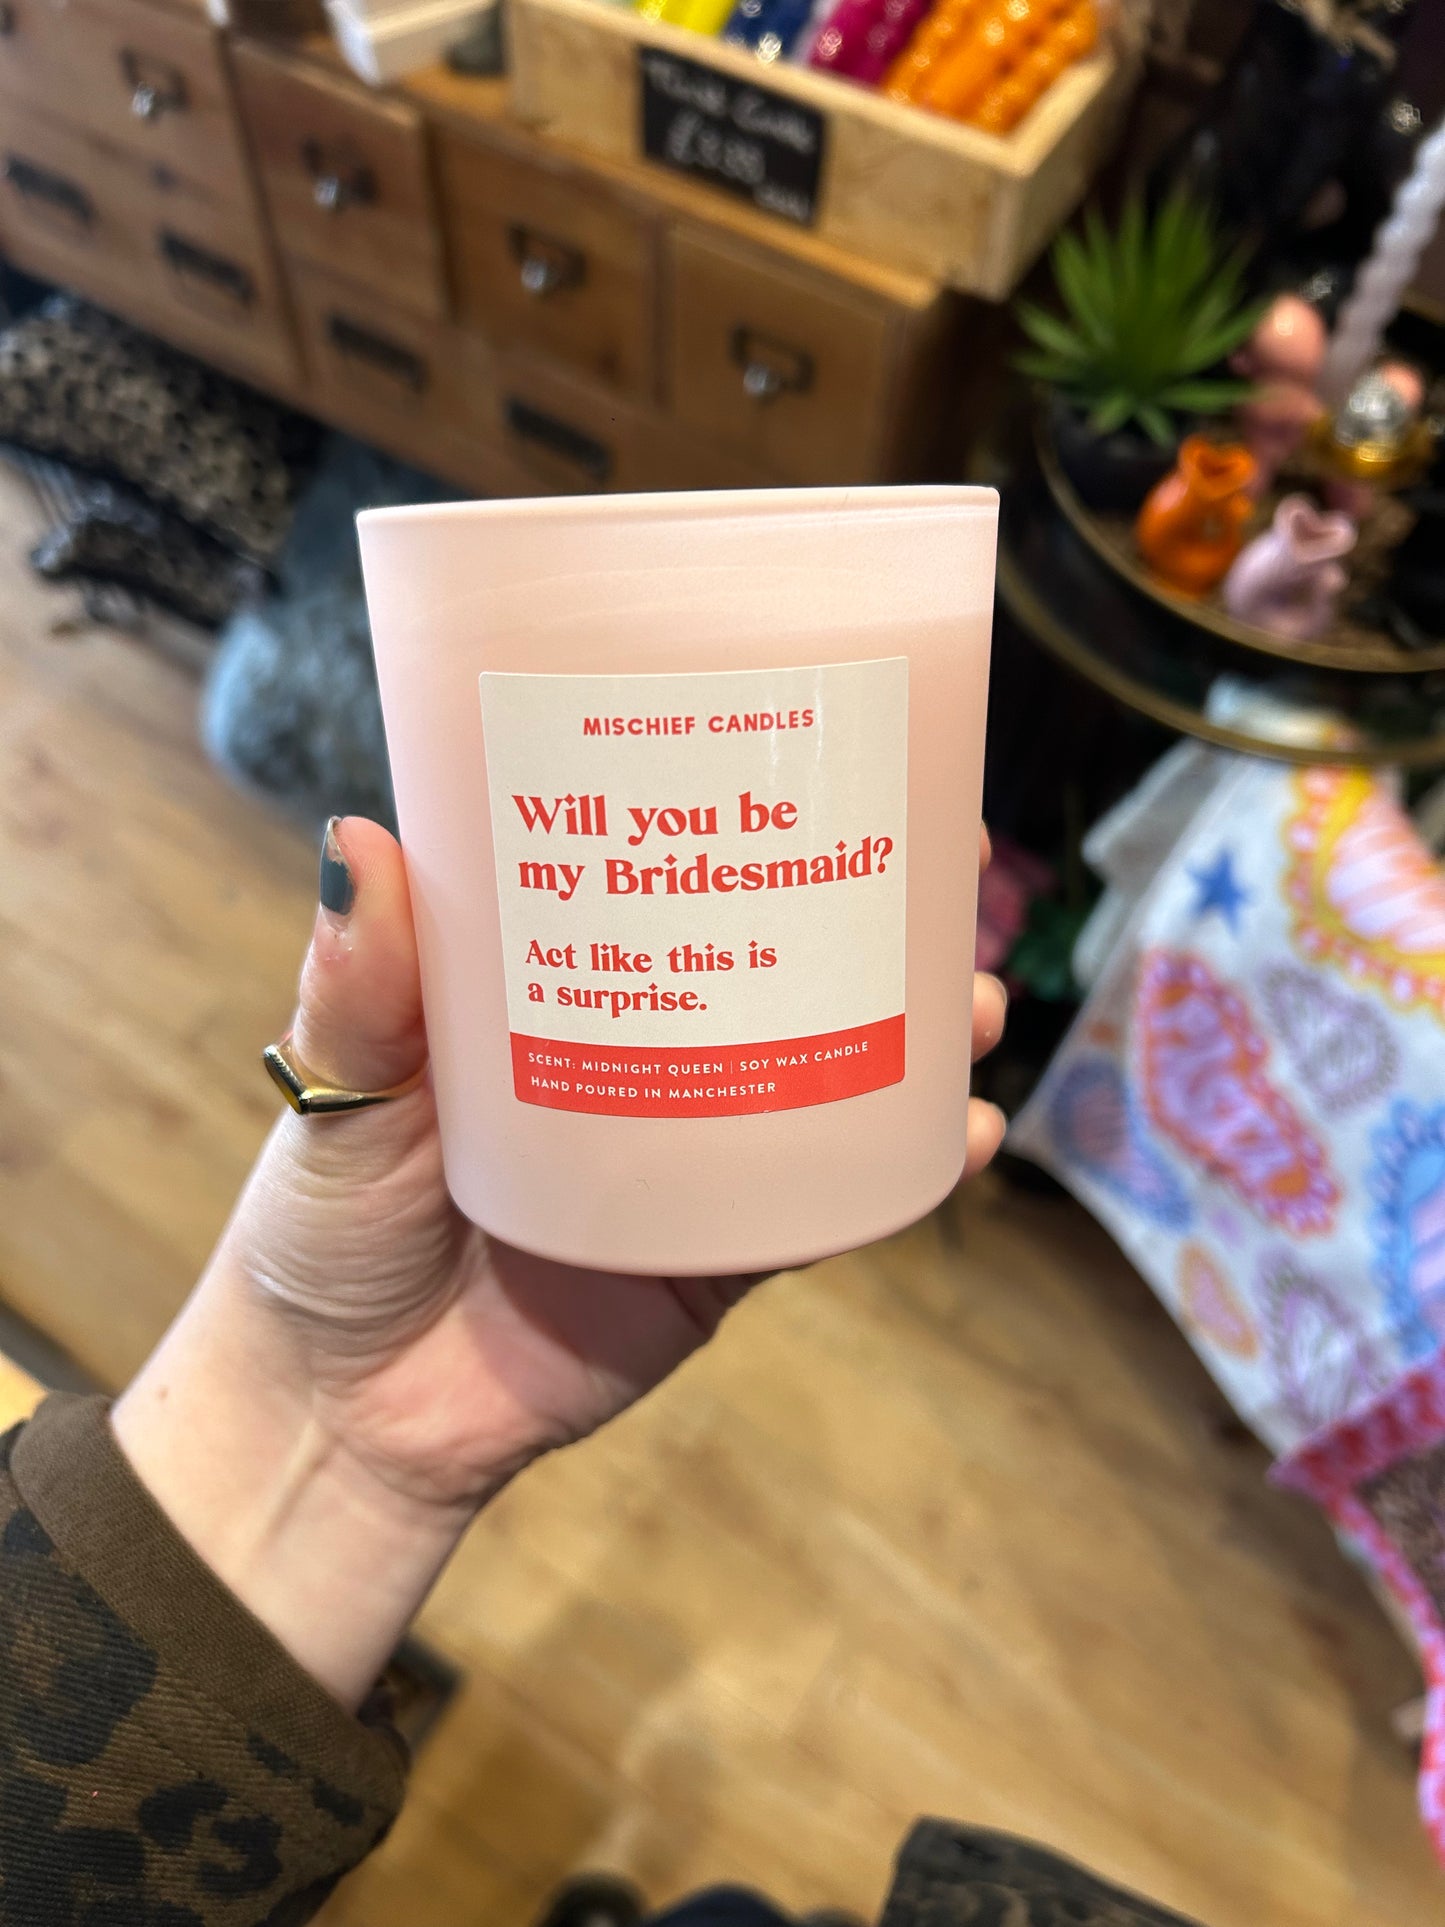 MISCHIEF CANDLES
Will you be
my Bridesmaid?
Act like this is
a surprise.
SCENT: MIDNIGHT QUEEN | SOY WAX CANDLE
HAND POURED IN MANCHESTER